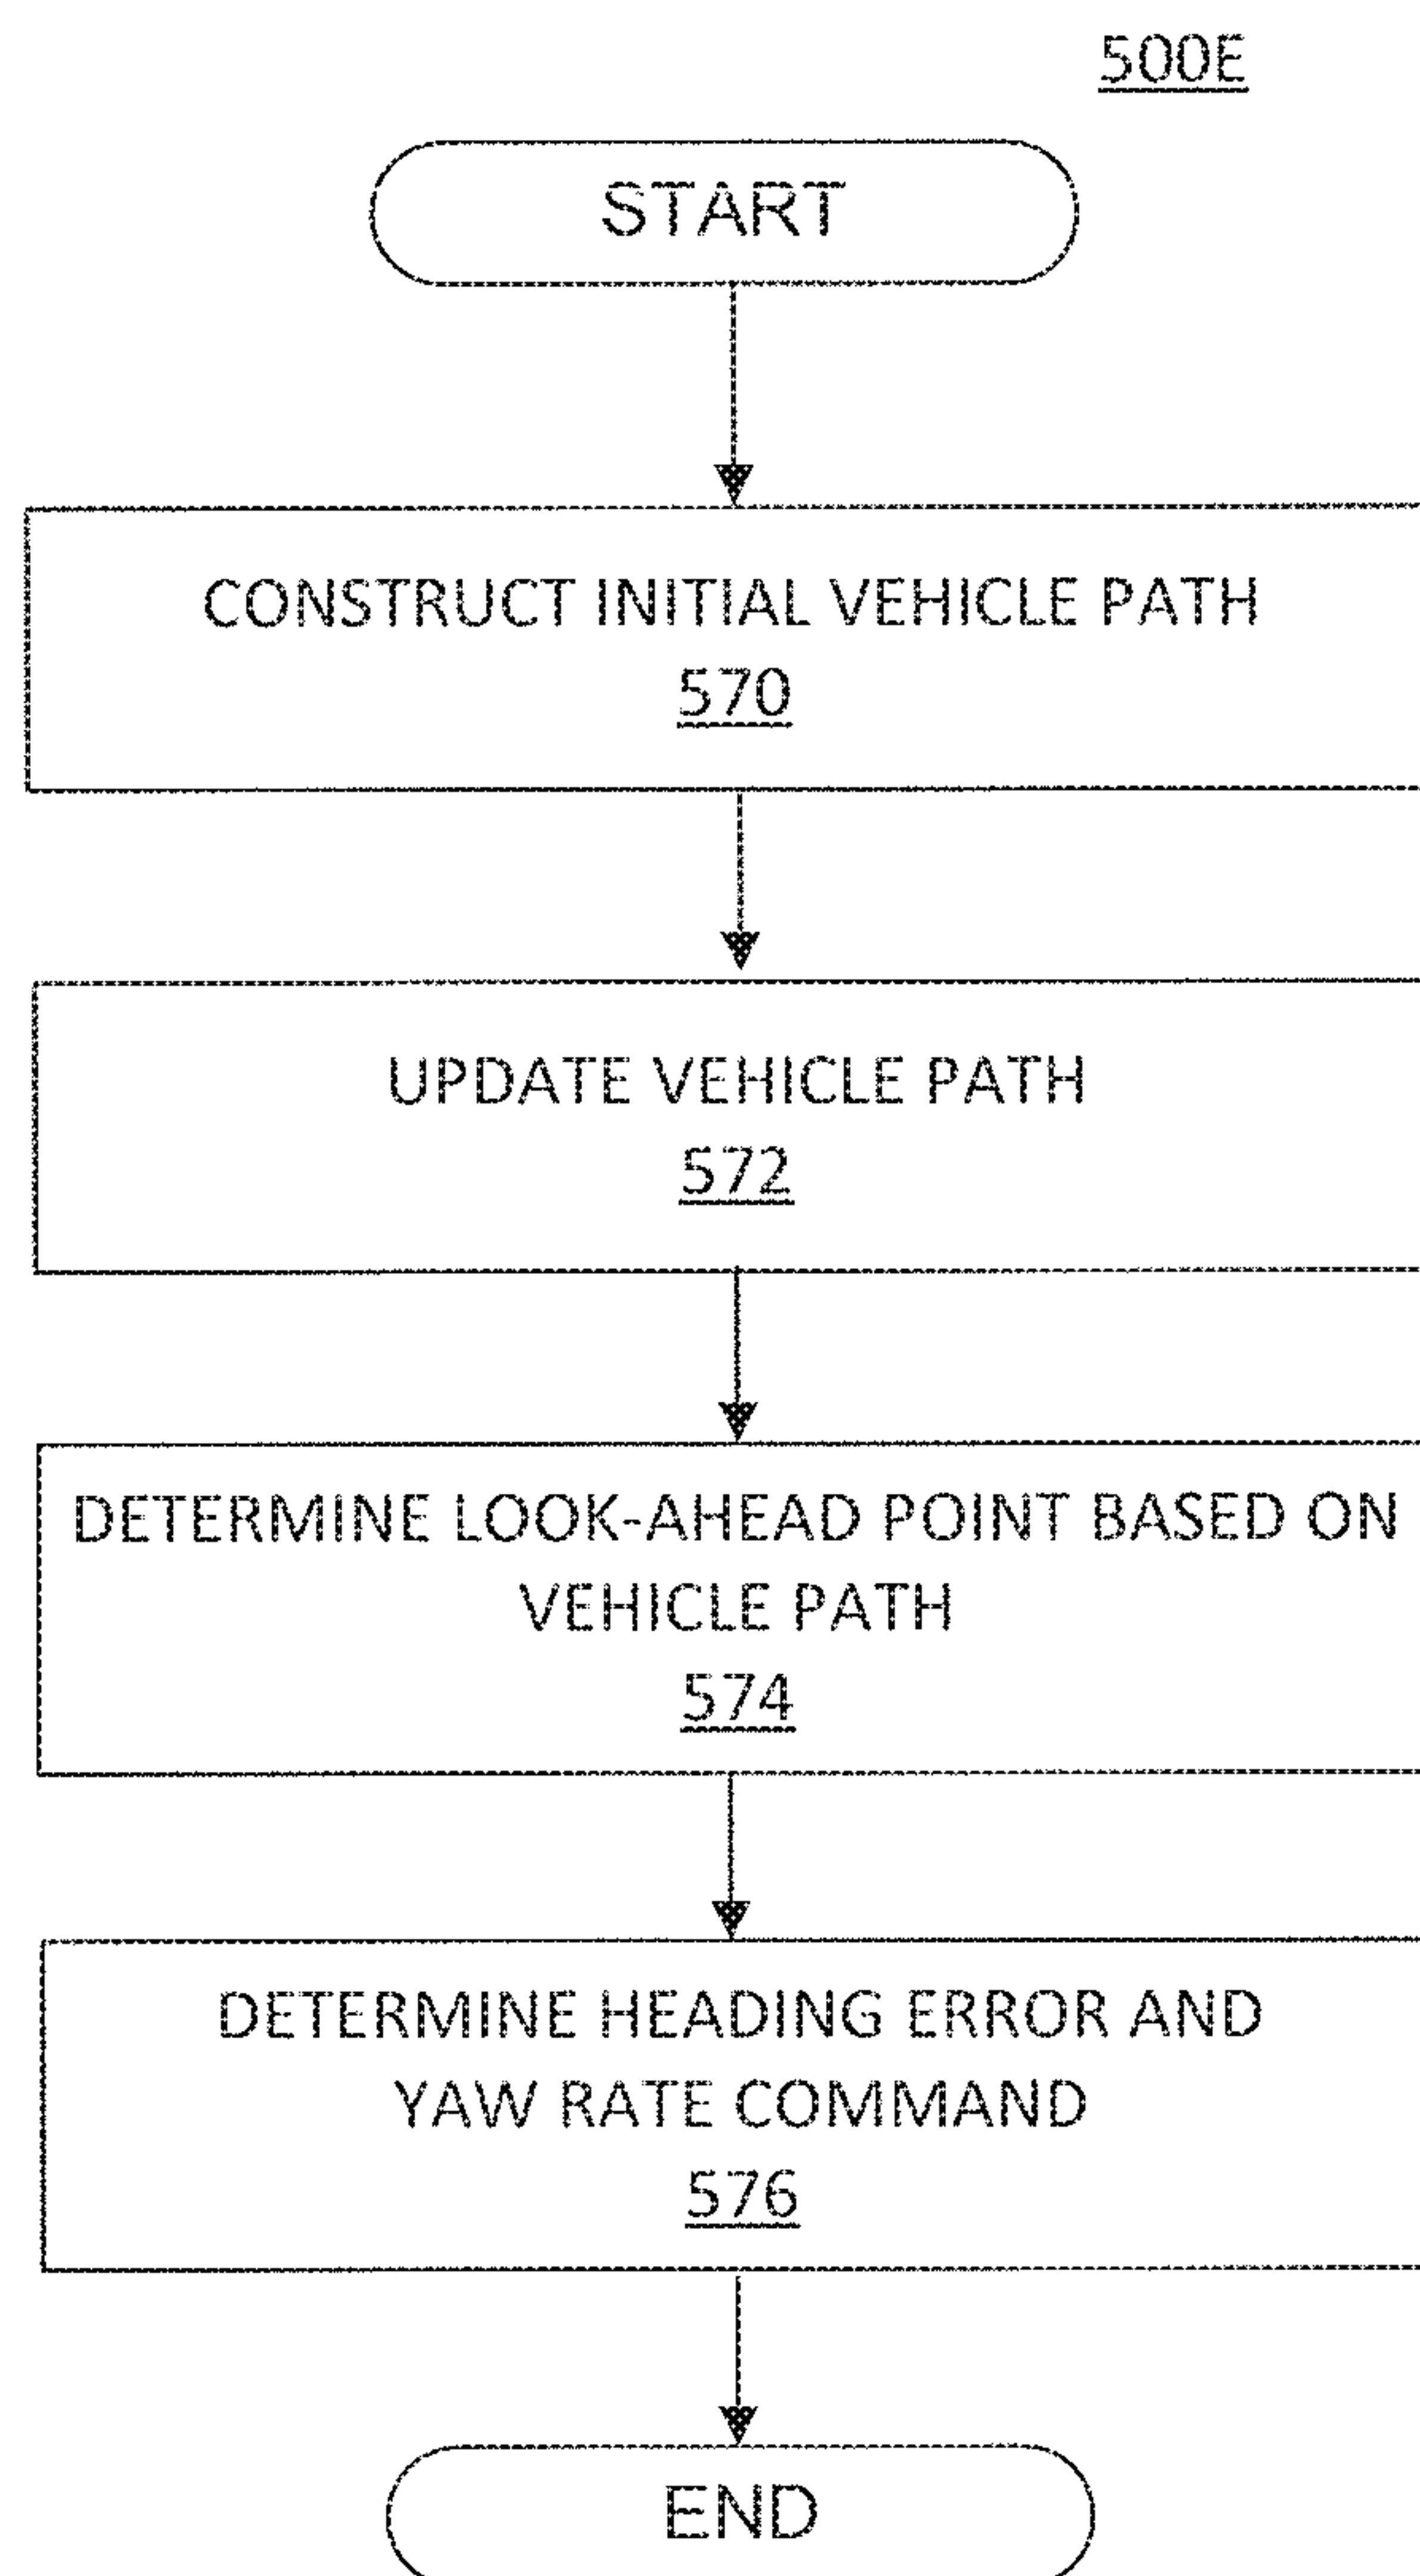 500E
START
CONSTRUCT INITIAL VEHICLE PATH
570
UPDATE VEHICLE PATH
572
DETERMINE LOOK-AHEAD POINT BASED ON
VEHICLE PATH
574
DETERMINE HEADING ERROR AND
YAW RATE COMMAND
576
END